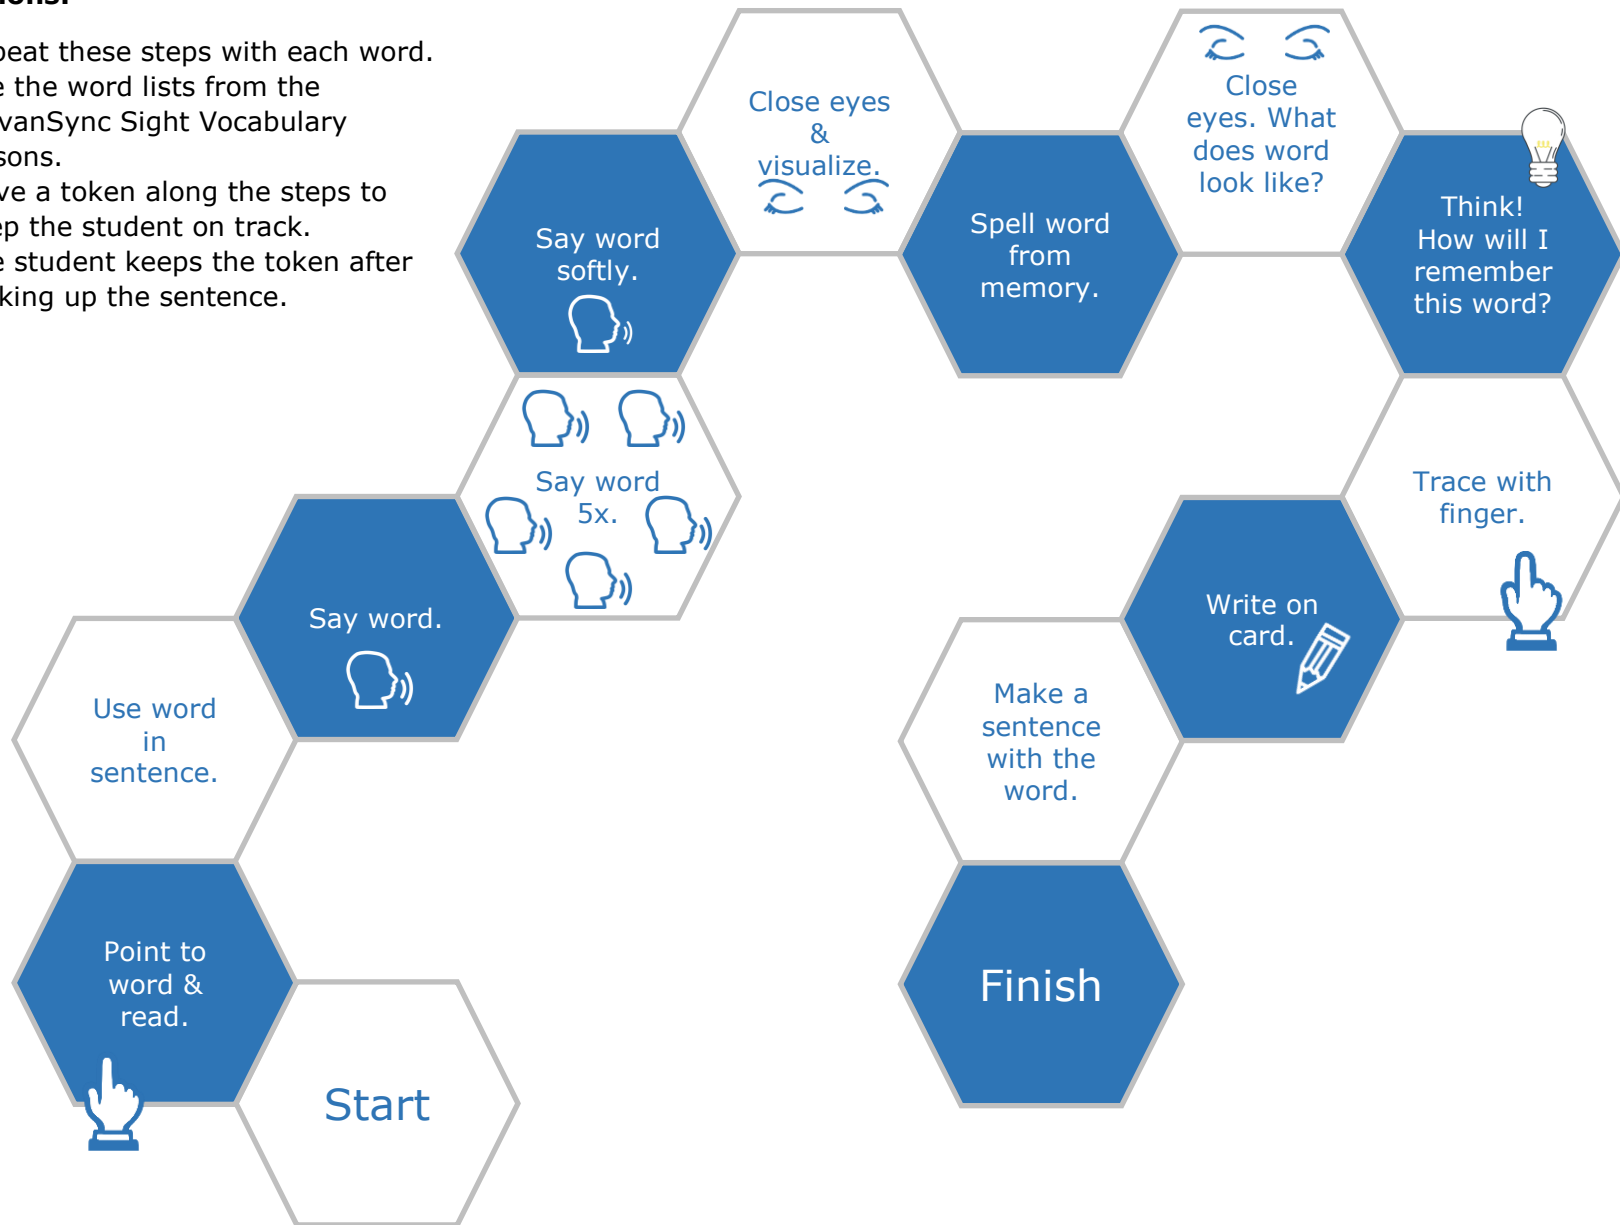 beat these steps with each word.
the word lists from the
vanSync Sight Vocabulary
sons.
ve a token along the steps to
ep the student on track.
student keeps the token after
king up the sentence.
Start
Point to
word &
read.
Use word
in
sentence.
Say word.
Say word
5x.
Say word
softly.
Close eyes
&
visualize.
Spell word
from
memory.
Close
eyes. What
does word
look like?
Think!
How will I
remember
this word?
Trace with
finger.
Write on
card.
Make a
sentence
with the
word.
Finish